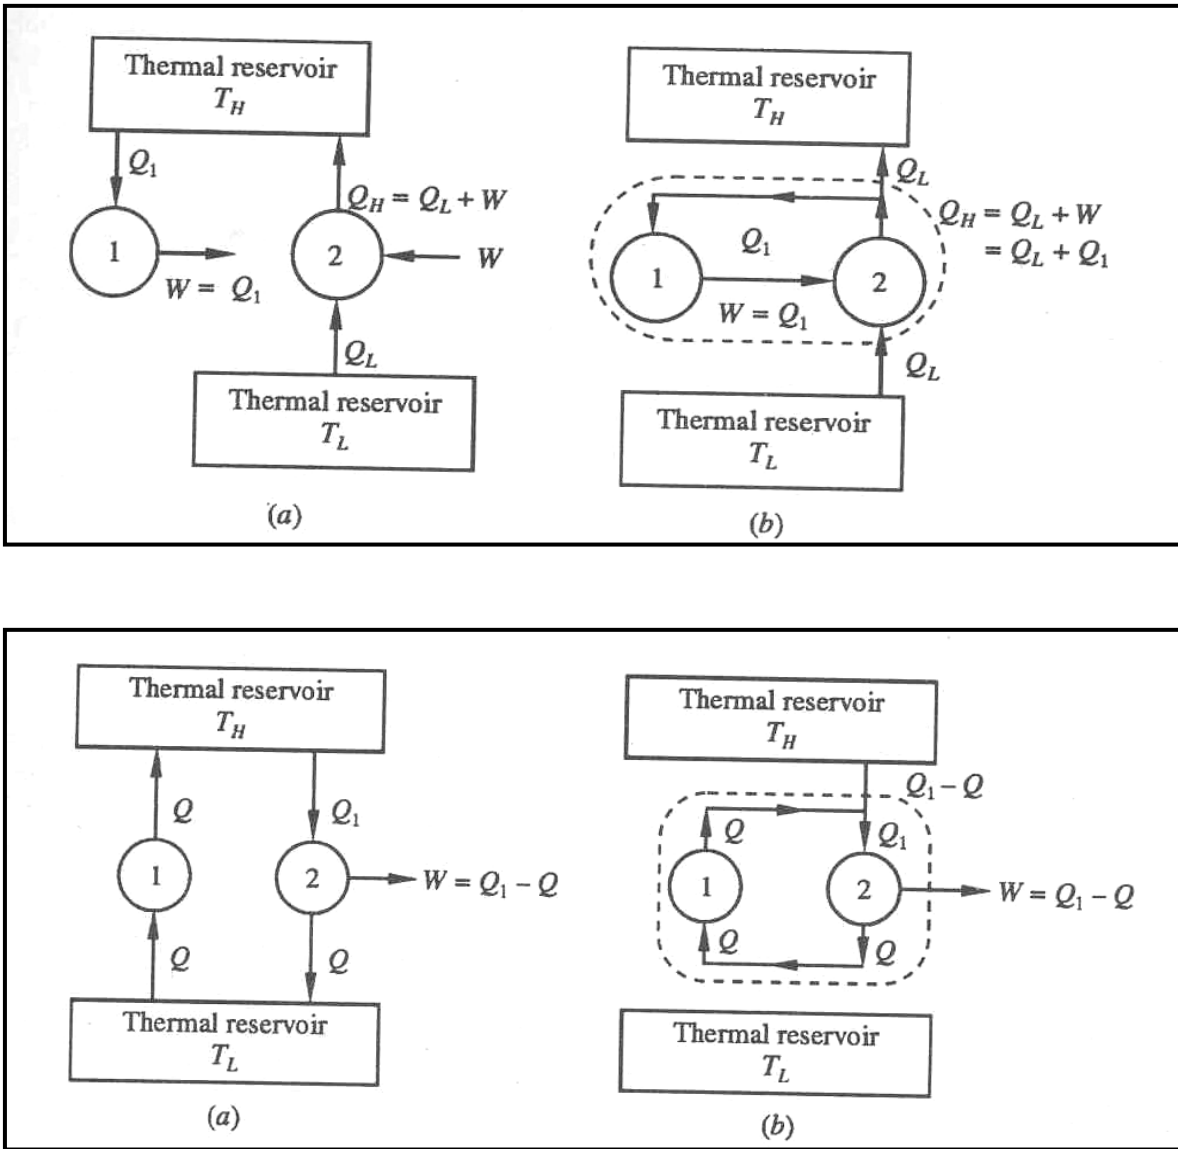 Thermal reservoir
T_H
Q_1
Q_H = Q_L + W
1
2
W
W = Q_1
Q_L
Thermal reservoir
T_L
(a)
Thermal reservoir
T_H
Q_L
Q_H = Q_L + W
= Q_L + Q_1
Q_1
1
2
W = Q_1
Q_L
Thermal reservoir
T_L
(b)
Thermal reservoir
T_H
Q
Q_1
1
2
W = Q_1 − Q
Q
Q
Thermal reservoir
T_L
(a)
Thermal reservoir
T_H
Q_1 − Q
Q
Q_1
1
2
W = Q_1 − Q
Q
Q
Thermal reservoir
T_L
(b)